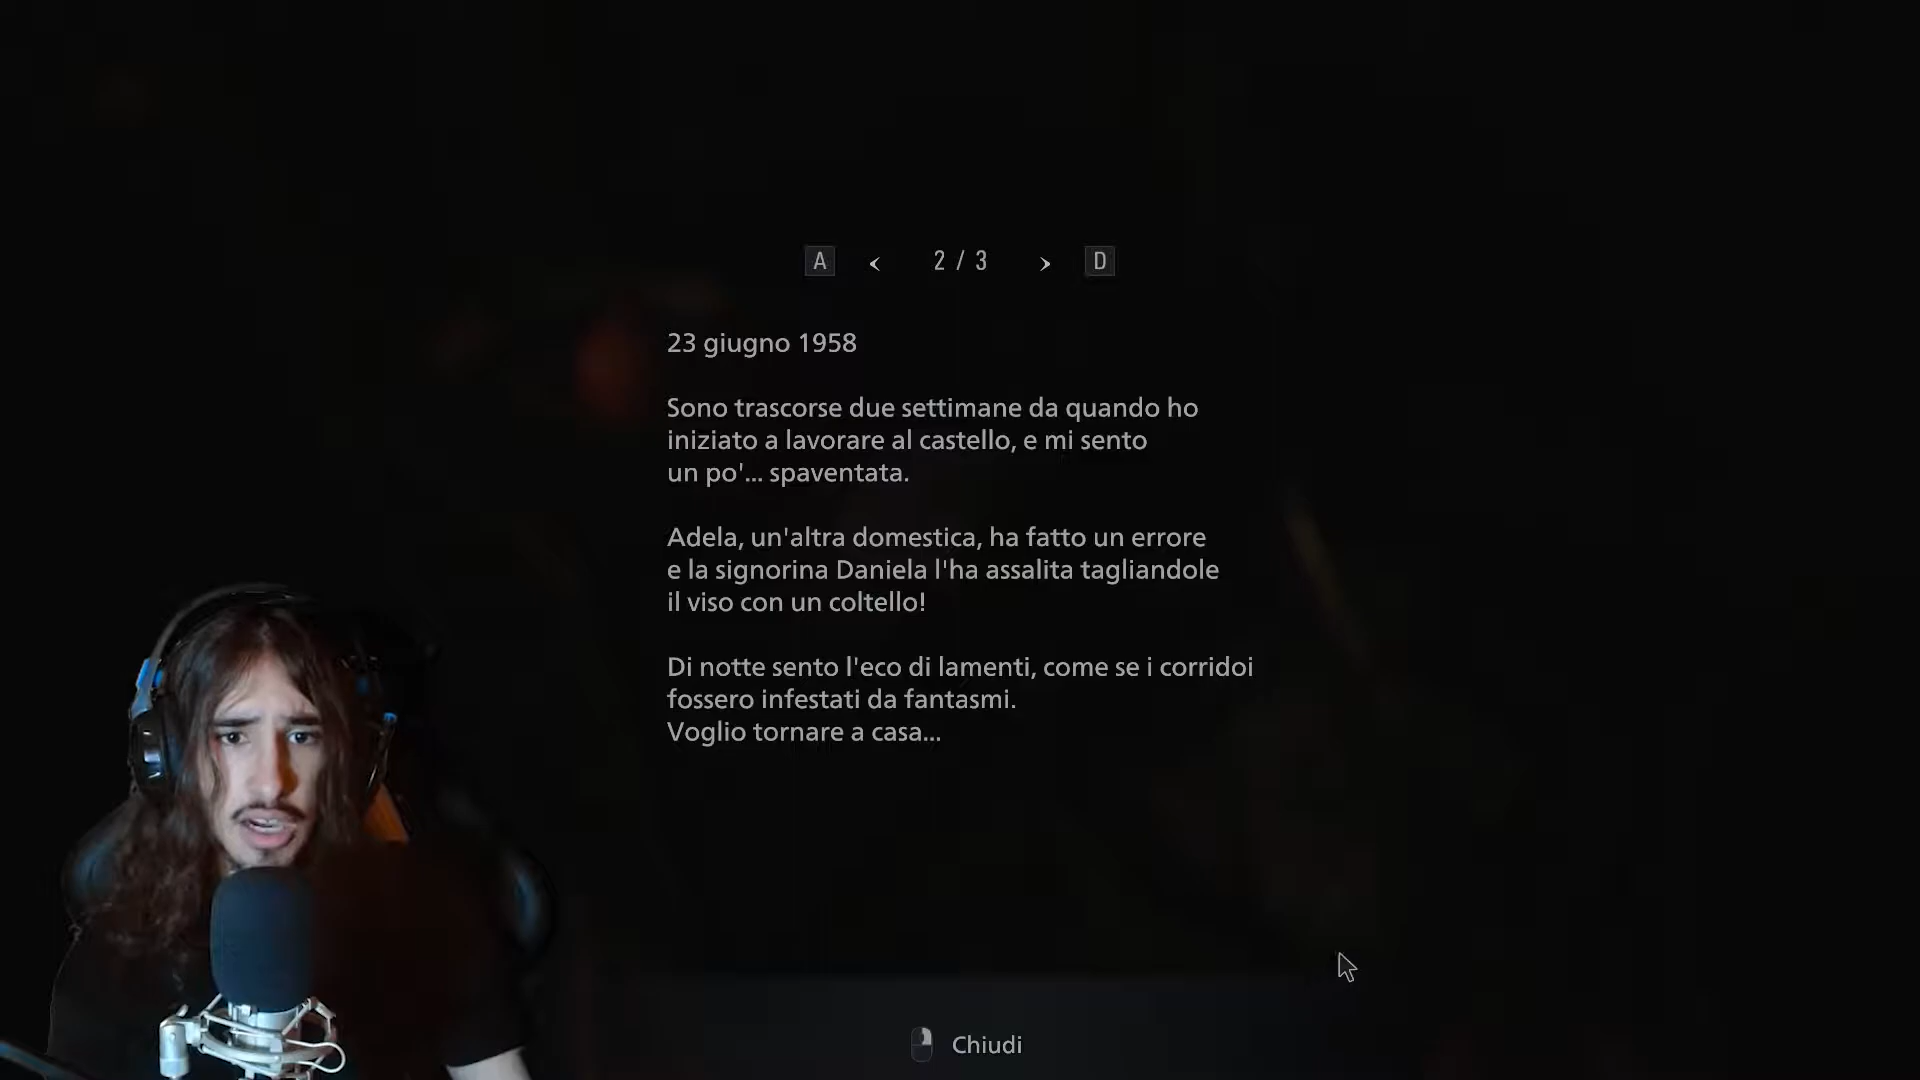 A < 2 / 3 > D
23 giugno 1958
Sono trascorse due settimane da quando ho
iniziato a lavorare al castello, e mi sento
un po'... spaventata.
Adela, un'altra domestica, ha fatto un errore
e la signorina Daniela l'ha assalita tagliandole
il viso con un coltello!
Di notte sento l'eco di lamenti, come se i corridoi
fossero infestati da fantasmi.
Voglio tornare a casa...
Chiudi